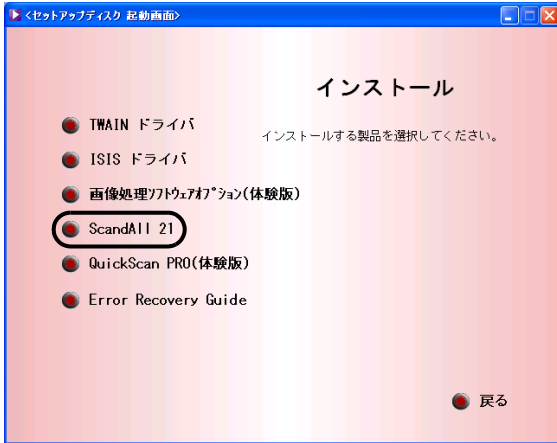 <セットアップディスク 起動画面>
インストール
インストールする製品を選択してください。
TWAIN ドライバ
ISIS ドライバ
画像処理ｿﾌﾄｳｪｱｵﾌﾟｼｮﾝ(体験版)
ScandAll 21
QuickScan PRO(体験版)
Error Recovery Guide
戻る